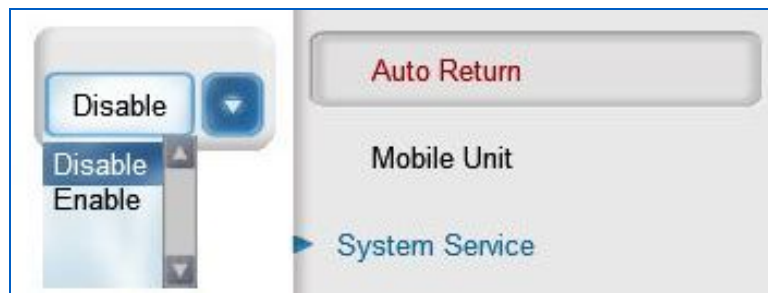 Disable
Disable
Enable
Auto Return
Mobile Unit
System Service